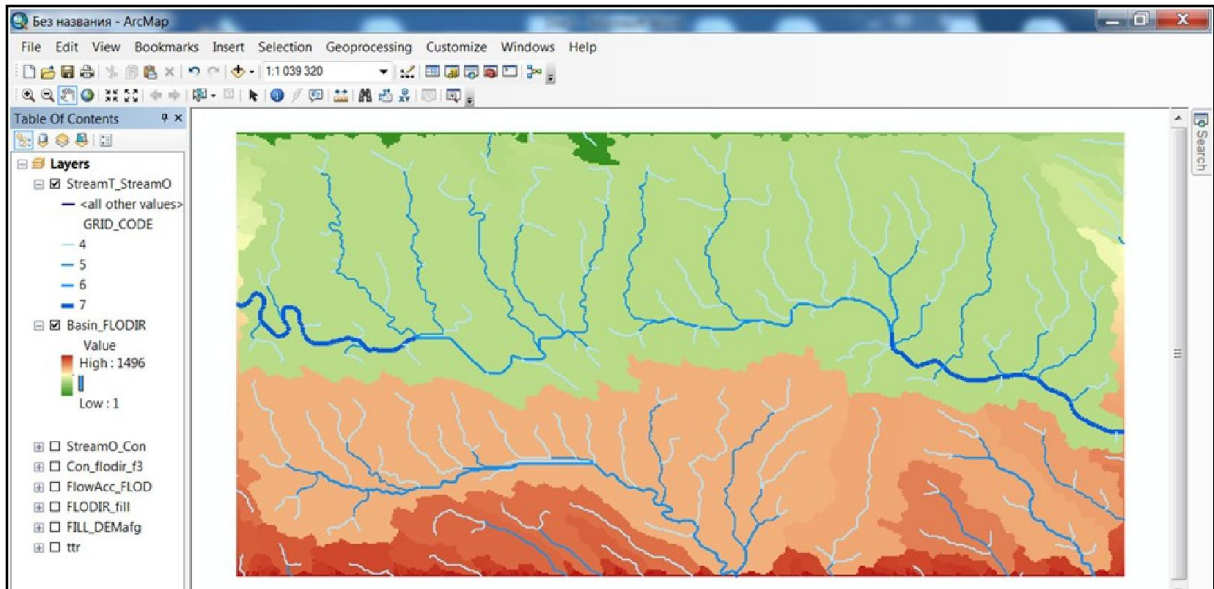 Без названия - ArcMap
File Edit View Bookmarks Insert Selection Geoprocessing Customize Windows Help
1:1 039 320
Table Of Contents
Layers
StreamT_StreamO
<all other values>
GRID_CODE
4
5
6
7
Basin_FLODIR
Value
High : 1496
Low : 1
StreamO_Con
Con_flodir_f3
FlowAcc_FLOD
FLODIR_fill
FILL_DEMafg
ttr
Search